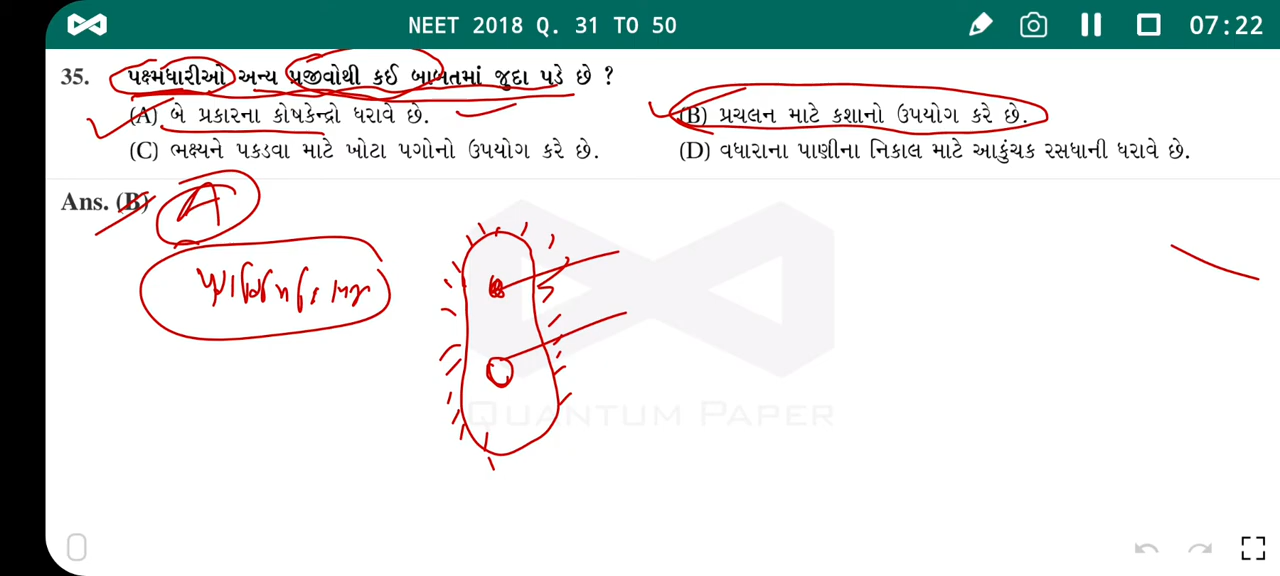 NEET 2018 Q. 31 TO 50
07:22
35. પક્ષ્મધારીઓ અન્ય પ્રજીવોથી કઈ બાબતમાં જુદા પડે છે ?
(A) બે પ્રકારના કોષકેન્દ્રો ધરાવે છે.
(B) પ્રચલન માટે કશાનો ઉપયોગ કરે છે.
(C) ભક્ષ્યને પકડવા માટે ખોટા પગોનો ઉપયોગ કરે છે.
(D) વધારાના પાણીના નિકાલ માટે આકુંચક રસધાની ધરાવે છે.
Ans. (B) A
QUANTUM PAPER